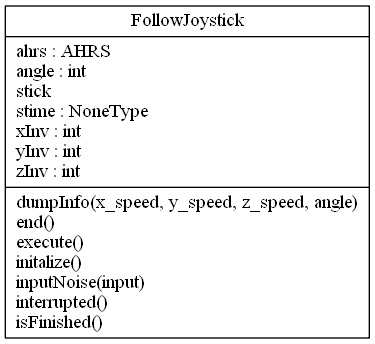 FollowJoystick
ahrs : AHRS
angle : int
stick
stime : NoneType
xInv : int
yInv : int
zInv : int
dumpInfo(x_speed, y_speed, z_speed, angle)
end()
execute()
initalize()
inputNoise(input)
interrupted()
isFinished()